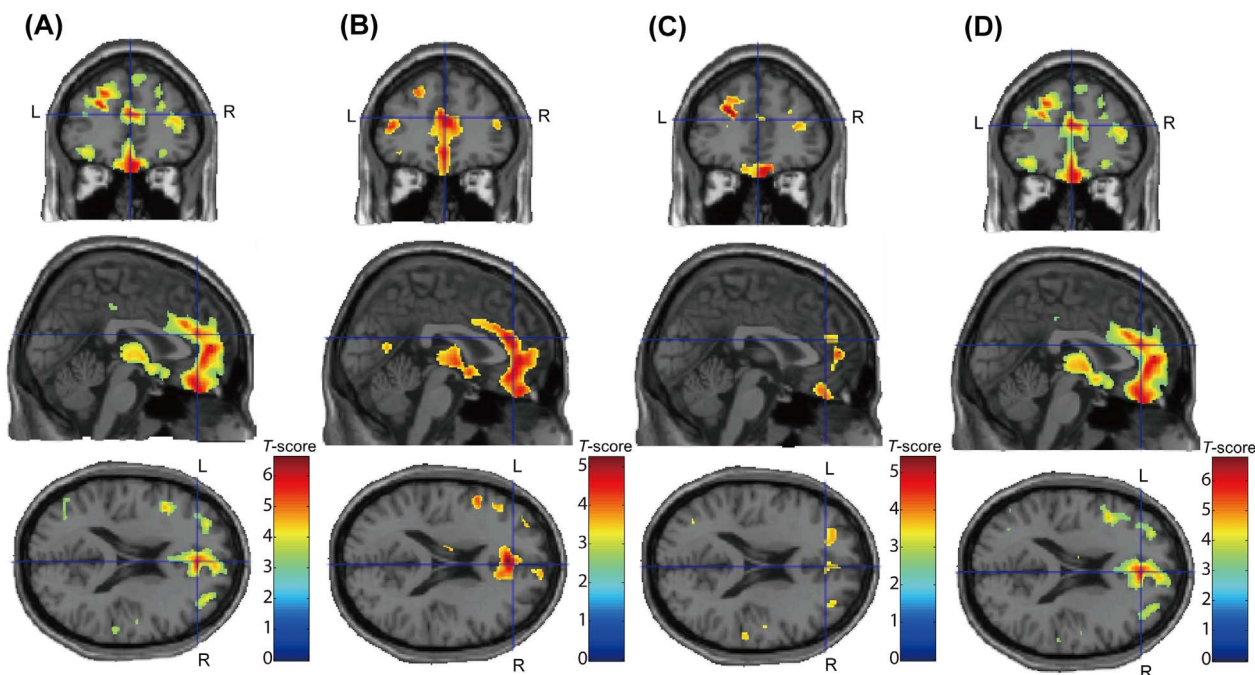 (A) (B) (C) (D)
L R L R L R L R
T-score T-score T-score T-score
L L L L
6 5 5 6
5 4 4 5
4 3 3 4
3 2 2 3
2 1 1 2
1 0 0 1
0 0
R R R R